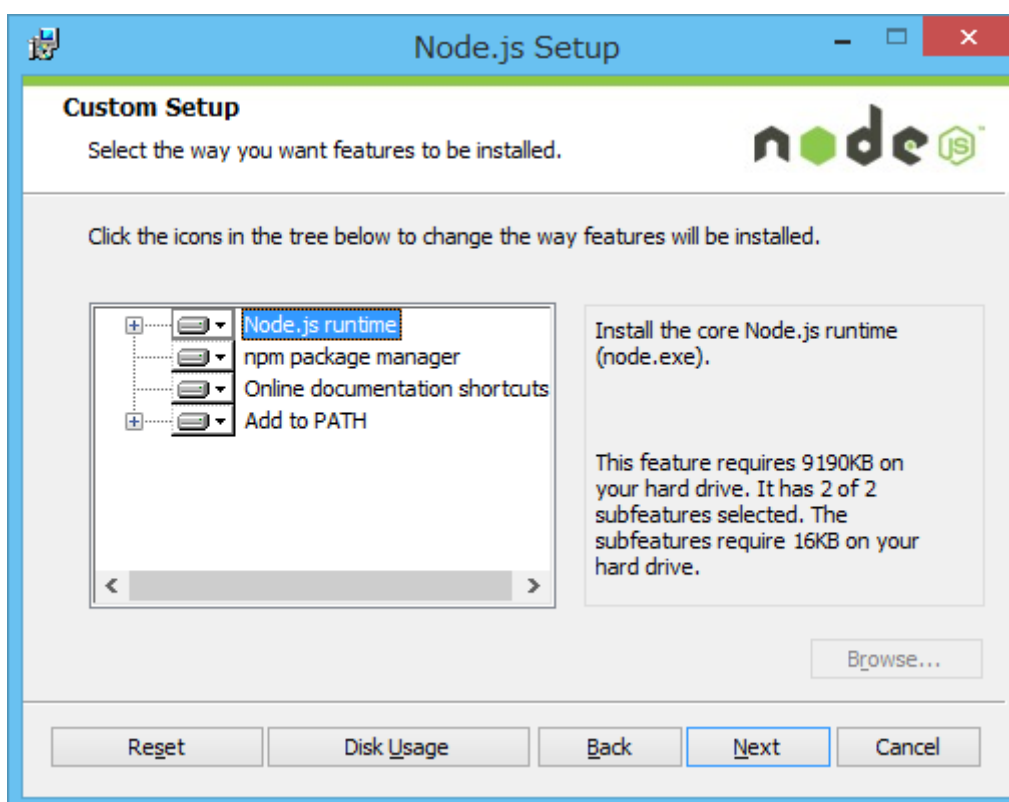 Node.js Setup
Custom Setup
Select the way you want features to be installed.
node JS ™
Click the icons in the tree below to change the way features will be installed.
Node.js runtime
npm package manager
Online documentation shortcuts
Add to PATH
Install the core Node.js runtime
(node.exe).
This feature requires 9190KB on
your hard drive. It has 2 of 2
subfeatures selected. The
subfeatures require 16KB on your
hard drive.
Browse...
Reset
Disk Usage
Back
Next
Cancel